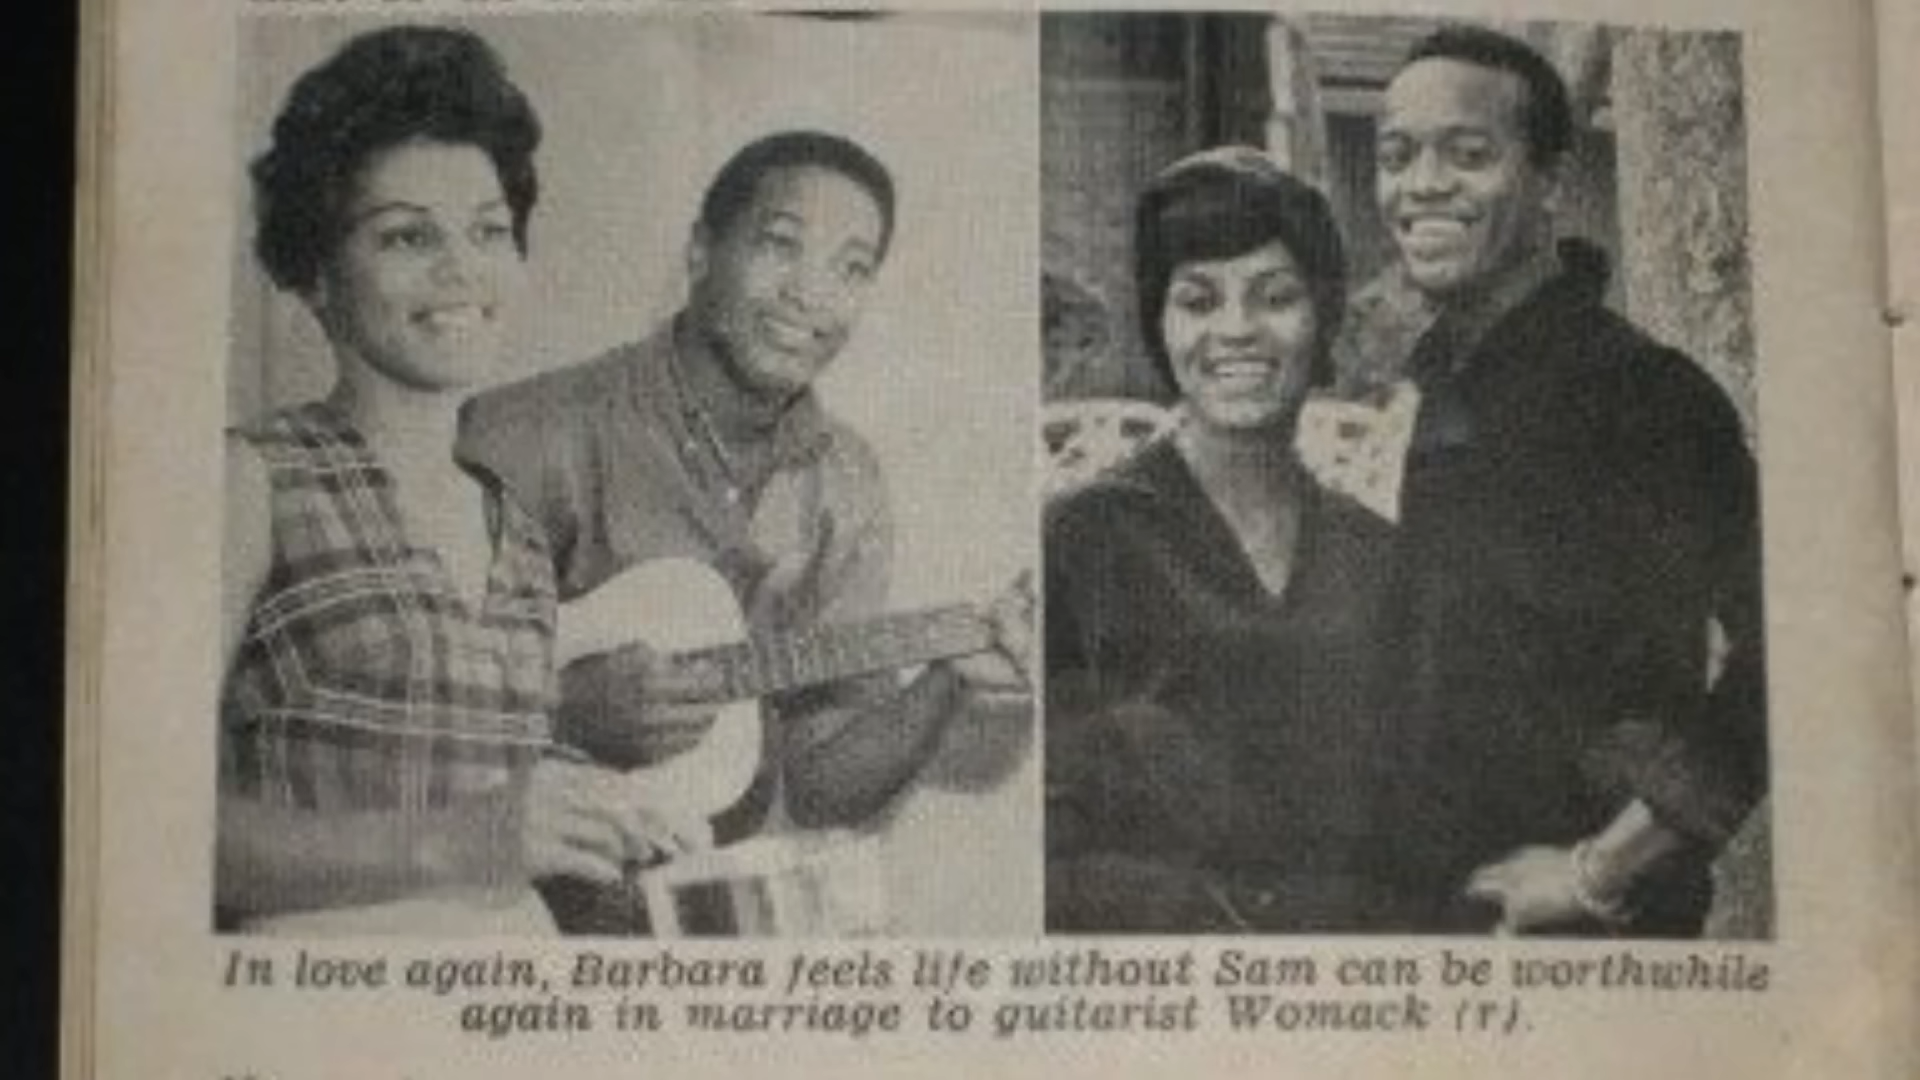 In love again, Barbara feels life without Sam can be worthwhile
again in marriage to guitarist Womack (r).